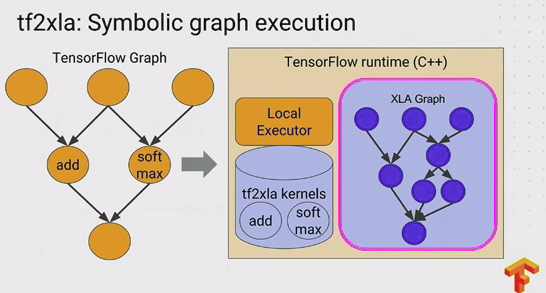 tf2xla: Symbolic graph execution
TensorFlow Graph
add
soft
max
TensorFlow runtime (C++)
Local
Executor
tf2xla kernels
add
soft
max
XLA Graph